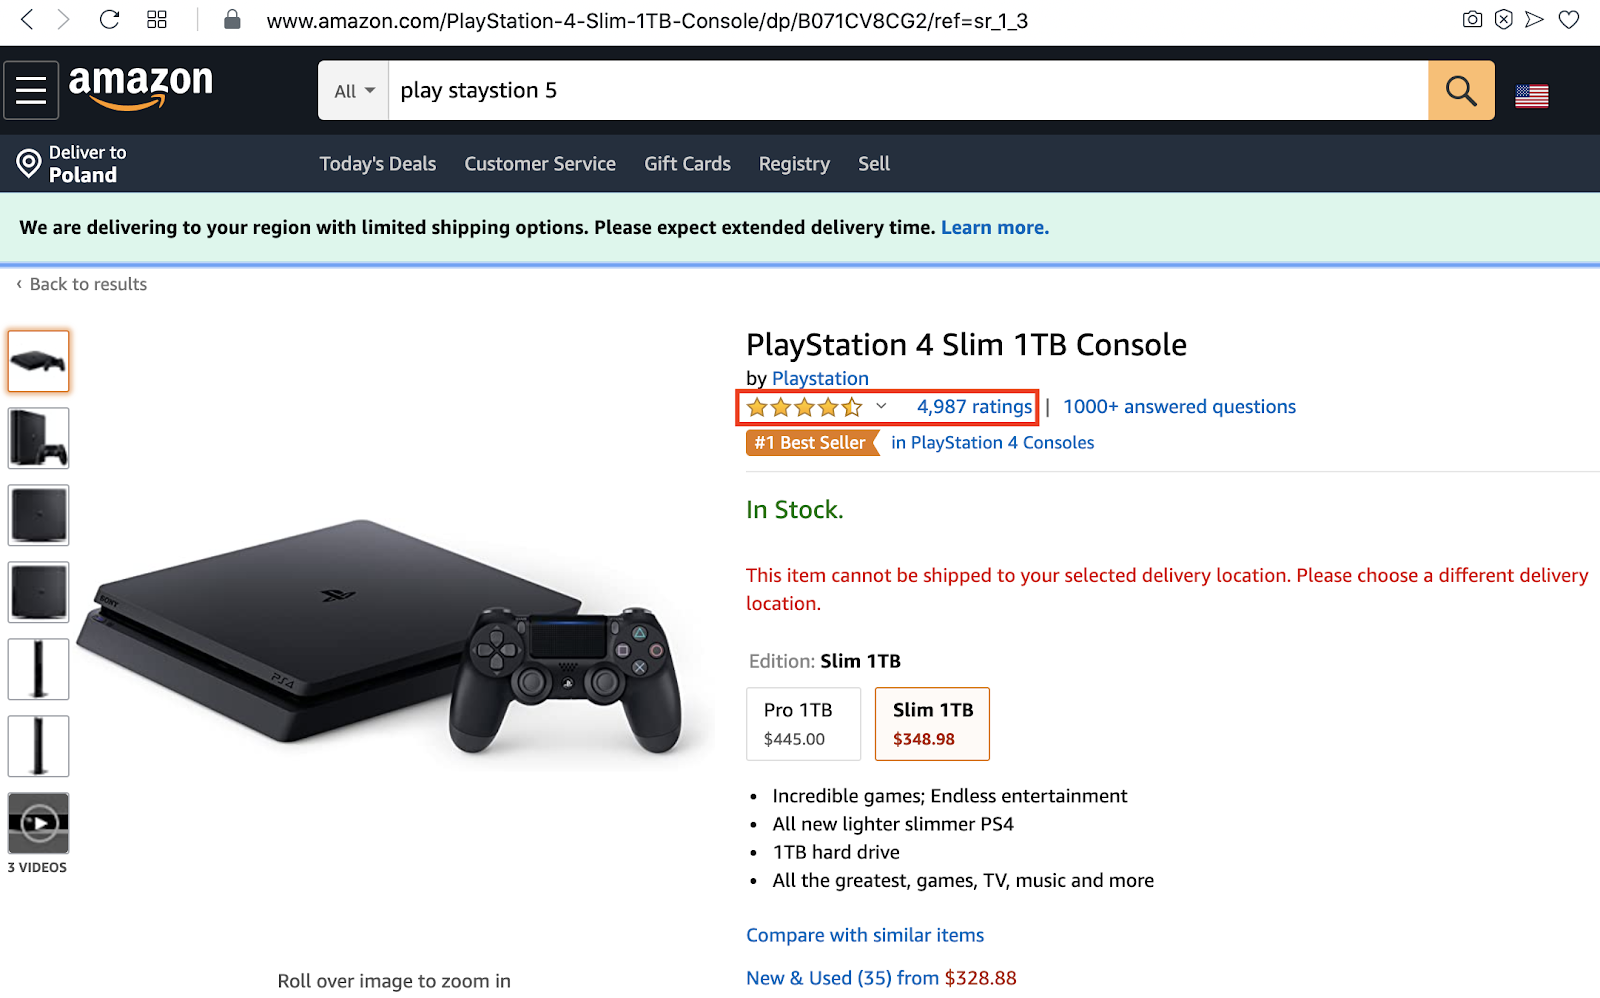 www.amazon.com/PlayStation-4-Slim-1TB-Console/dp/B071CV8CG2/ref=sr_1_3
amazon
All
play staystion 5
Deliver to
Poland
Today's Deals
Customer Service
Gift Cards
Registry
Sell
We are delivering to your region with limited shipping options. Please expect extended delivery time. Learn more.
‹ Back to results
PlayStation 4 Slim 1TB Console
by Playstation
4,987 ratings | 1000+ answered questions
#1 Best Seller in PlayStation 4 Consoles
In Stock.
This item cannot be shipped to your selected delivery location. Please choose a different delivery
location.
Edition: Slim 1TB
Pro 1TB
$445.00
Slim 1TB
$348.98
• Incredible games; Endless entertainment
• All new lighter slimmer PS4
• 1TB hard drive
• All the greatest, games, TV, music and more
Compare with similar items
New & Used (35) from $328.88
SONY
PS4
3 VIDEOS
Roll over image to zoom in